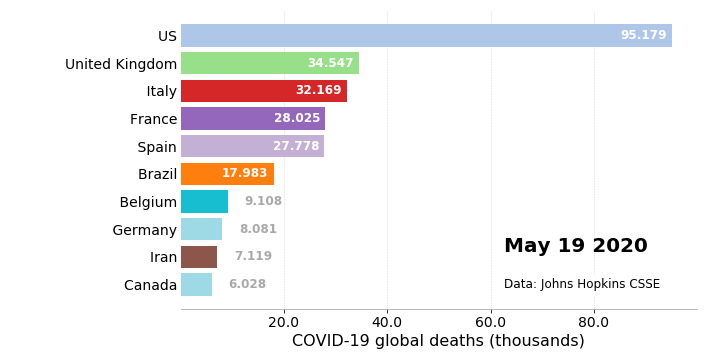 US 95.179
United Kingdom 34.547
Italy 32.169
France 28.025
Spain 27.778
Brazil 17.983
Belgium 9.108
Germany 8.081
Iran 7.119
Canada 6.028
May 19 2020
Data: Johns Hopkins CSSE
20.0 40.0 60.0 80.0
COVID-19 global deaths (thousands)